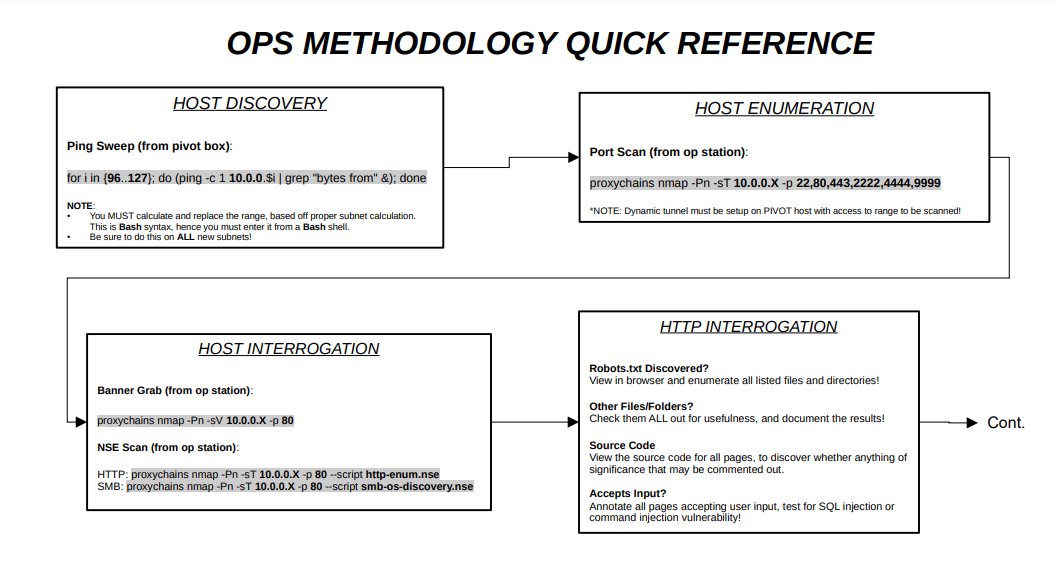 OPS METHODOLOGY QUICK REFERENCE
HOST DISCOVERY
Ping Sweep (from pivot box):
for i in {96..127}; do (ping -c 1 10.0.0.$i | grep "bytes from" &); done
NOTE:
• You MUST calculate and replace the range, based off proper subnet calculation.
This is Bash syntax, hence you must enter it from a Bash shell.
• Be sure to do this on ALL new subnets!
HOST ENUMERATION
Port Scan (from op station):
proxychains nmap -Pn -sT 10.0.0.X -p 22,80,443,2222,4444,9999
*NOTE: Dynamic tunnel must be setup on PIVOT host with access to range to be scanned!
HOST INTERROGATION
Banner Grab (from op station):
proxychains nmap -Pn -sV 10.0.0.X -p 80
NSE Scan (from op station):
HTTP: proxychains nmap -Pn -sT 10.0.0.X -p 80 --script http-enum.nse
SMB: proxychains nmap -Pn -sT 10.0.0.X -p 80 --script smb-os-discovery.nse
HTTP INTERROGATION
Robots.txt Discovered?
View in browser and enumerate all listed files and directories!
Other Files/Folders?
Check them ALL out for usefulness, and document the results!
Source Code
View the source code for all pages, to discover whether anything of
significance that may be commented out.
Accepts Input?
Annotate all pages accepting user input, test for SQL injection or
command injection vulnerability!
Cont.